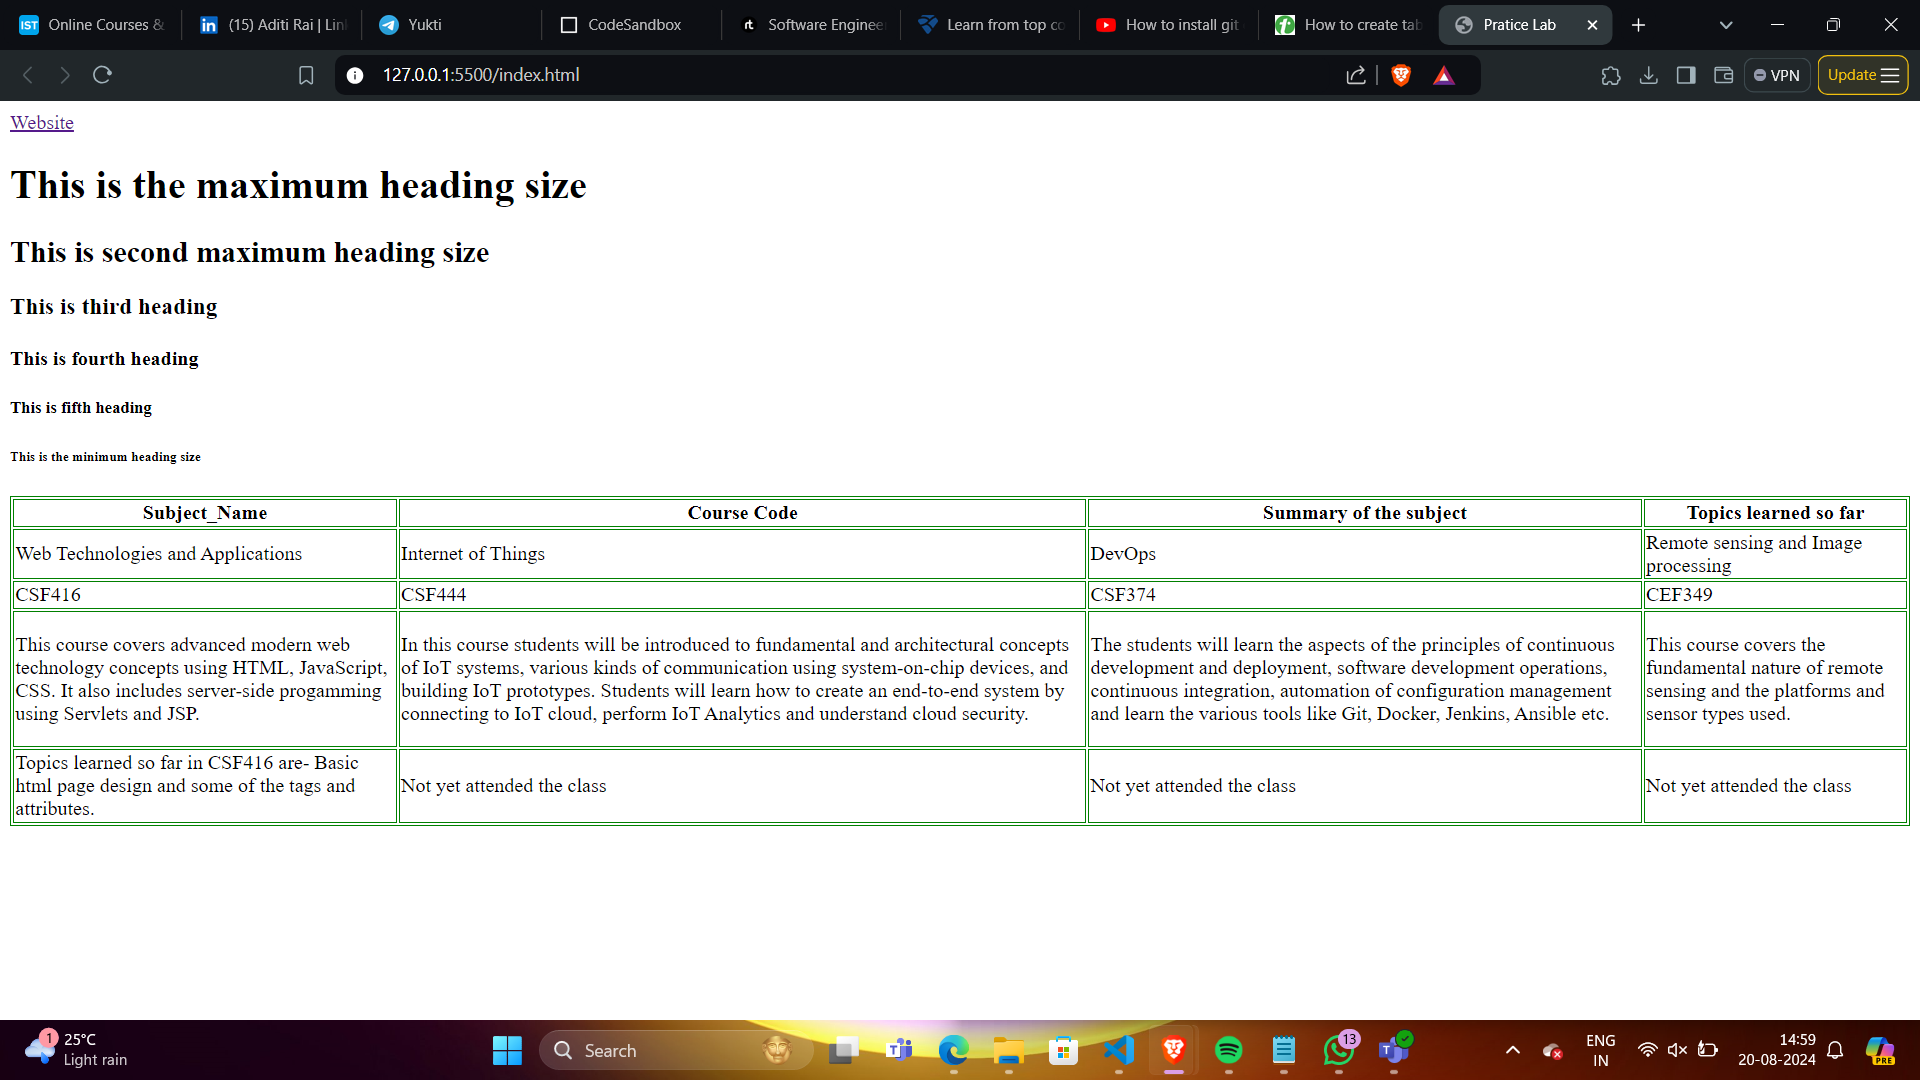 IST Online Courses &
in (15) Aditi Rai | Lin
Yukti
CodeSandbox
rt Software Enginee
Learn from top co
How to install git
How to create tab
Pratice Lab
127.0.0.1:5500/index.html
VPN
Update
Website
This is the maximum heading size
This is second maximum heading size
This is third heading
This is fourth heading
This is fifth heading
This is the minimum heading size
Subject_Name Course Code Summary of the subject Topics learned so far
Web Technologies and Applications
Internet of Things
DevOps
Remote sensing and Image
processing
CSF416 CSF444 CSF374 CEF349
This course covers advanced modern web
technology concepts using HTML, JavaScript,
CSS. It also includes server-side progamming
using Servlets and JSP.
In this course students will be introduced to fundamental and architectural concepts
of IoT systems, various kinds of communication using system-on-chip devices, and
building IoT prototypes. Students will learn how to create an end-to-end system by
connecting to IoT cloud, perform IoT Analytics and understand cloud security.
The students will learn the aspects of the principles of continuous
development and deployment, software development operations,
continuous integration, automation of configuration management
and learn the various tools like Git, Docker, Jenkins, Ansible etc.
This course covers the
fundamental nature of remote
sensing and the platforms and
sensor types used.
Topics learned so far in CSF416 are- Basic
html page design and some of the tags and
attributes.
Not yet attended the class
Not yet attended the class
Not yet attended the class
1
25°C
Light rain
Search
13
ENG
IN
14:59
20-08-2024
PRE